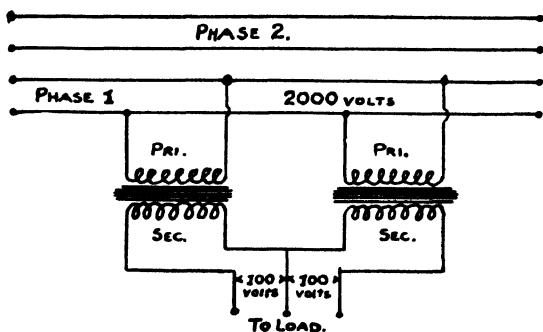 PHASE 2.
PHASE 1
2000 VOLTS
PRI.
PRI.
SEC.
SEC.
100 VOLTS
100 VOLTS
TO LOAD.